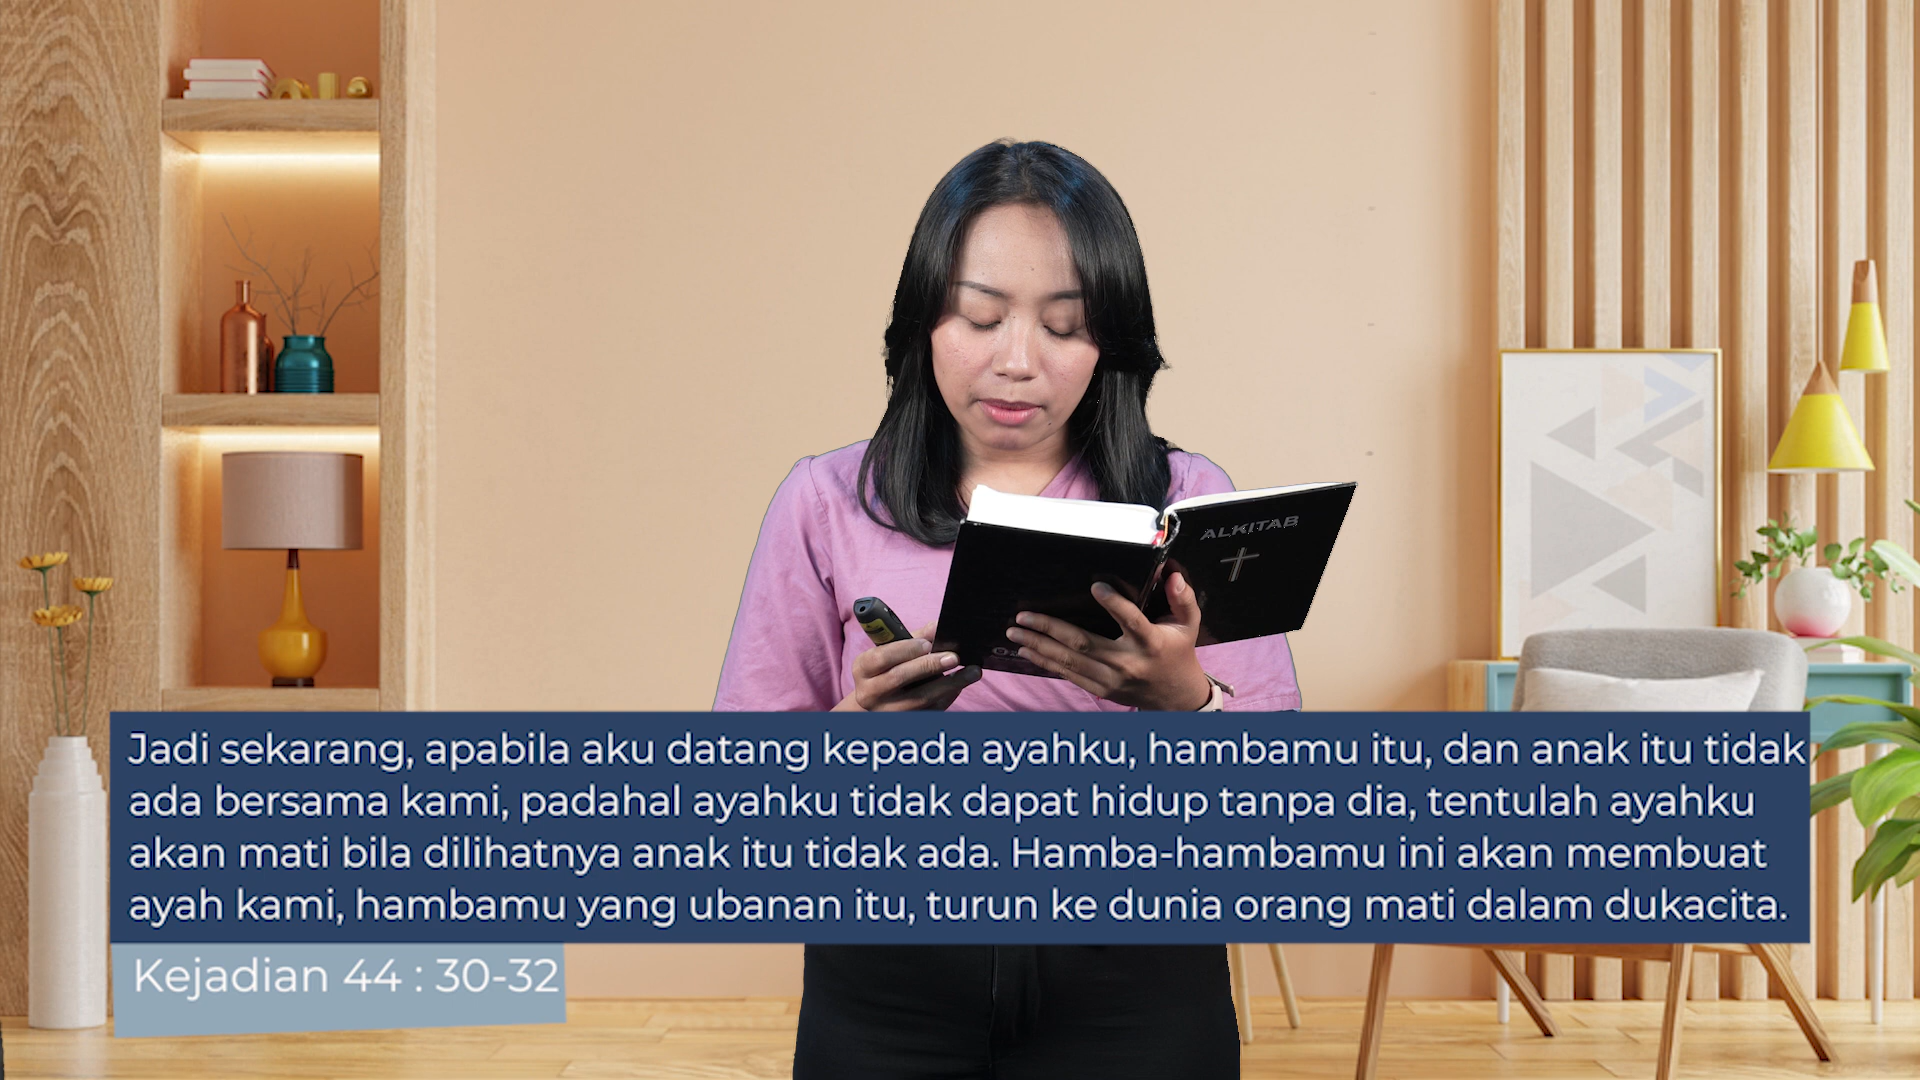 ALKITAB
Jadi sekarang, apabila aku datang kepada ayahku, hambamu itu, dan anak itu tidak
ada bersama kami, padahal ayahku tidak dapat hidup tanpa dia, tentulah ayahku
akan mati bila dilihatnya anak itu tidak ada. Hamba-hambamu ini akan membuat
ayah kami, hambamu yang ubanan itu, turun ke dunia orang mati dalam dukacita.
Kejadian 44 : 30-32